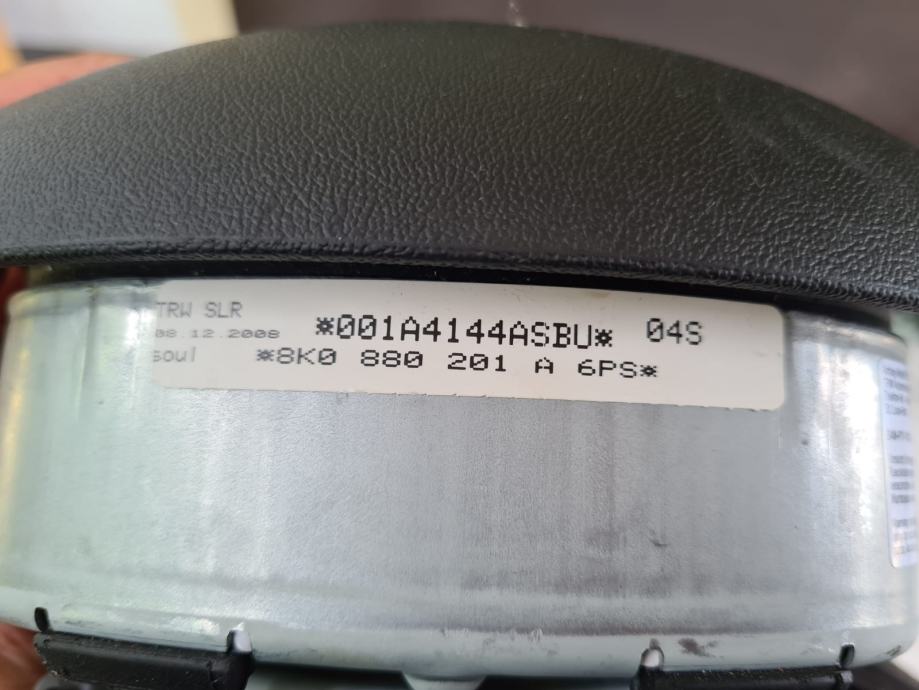 TRW SLR
08.12.2008 *001A4144ASBU* 04S
soul *8K0 880 201 A 6PS*